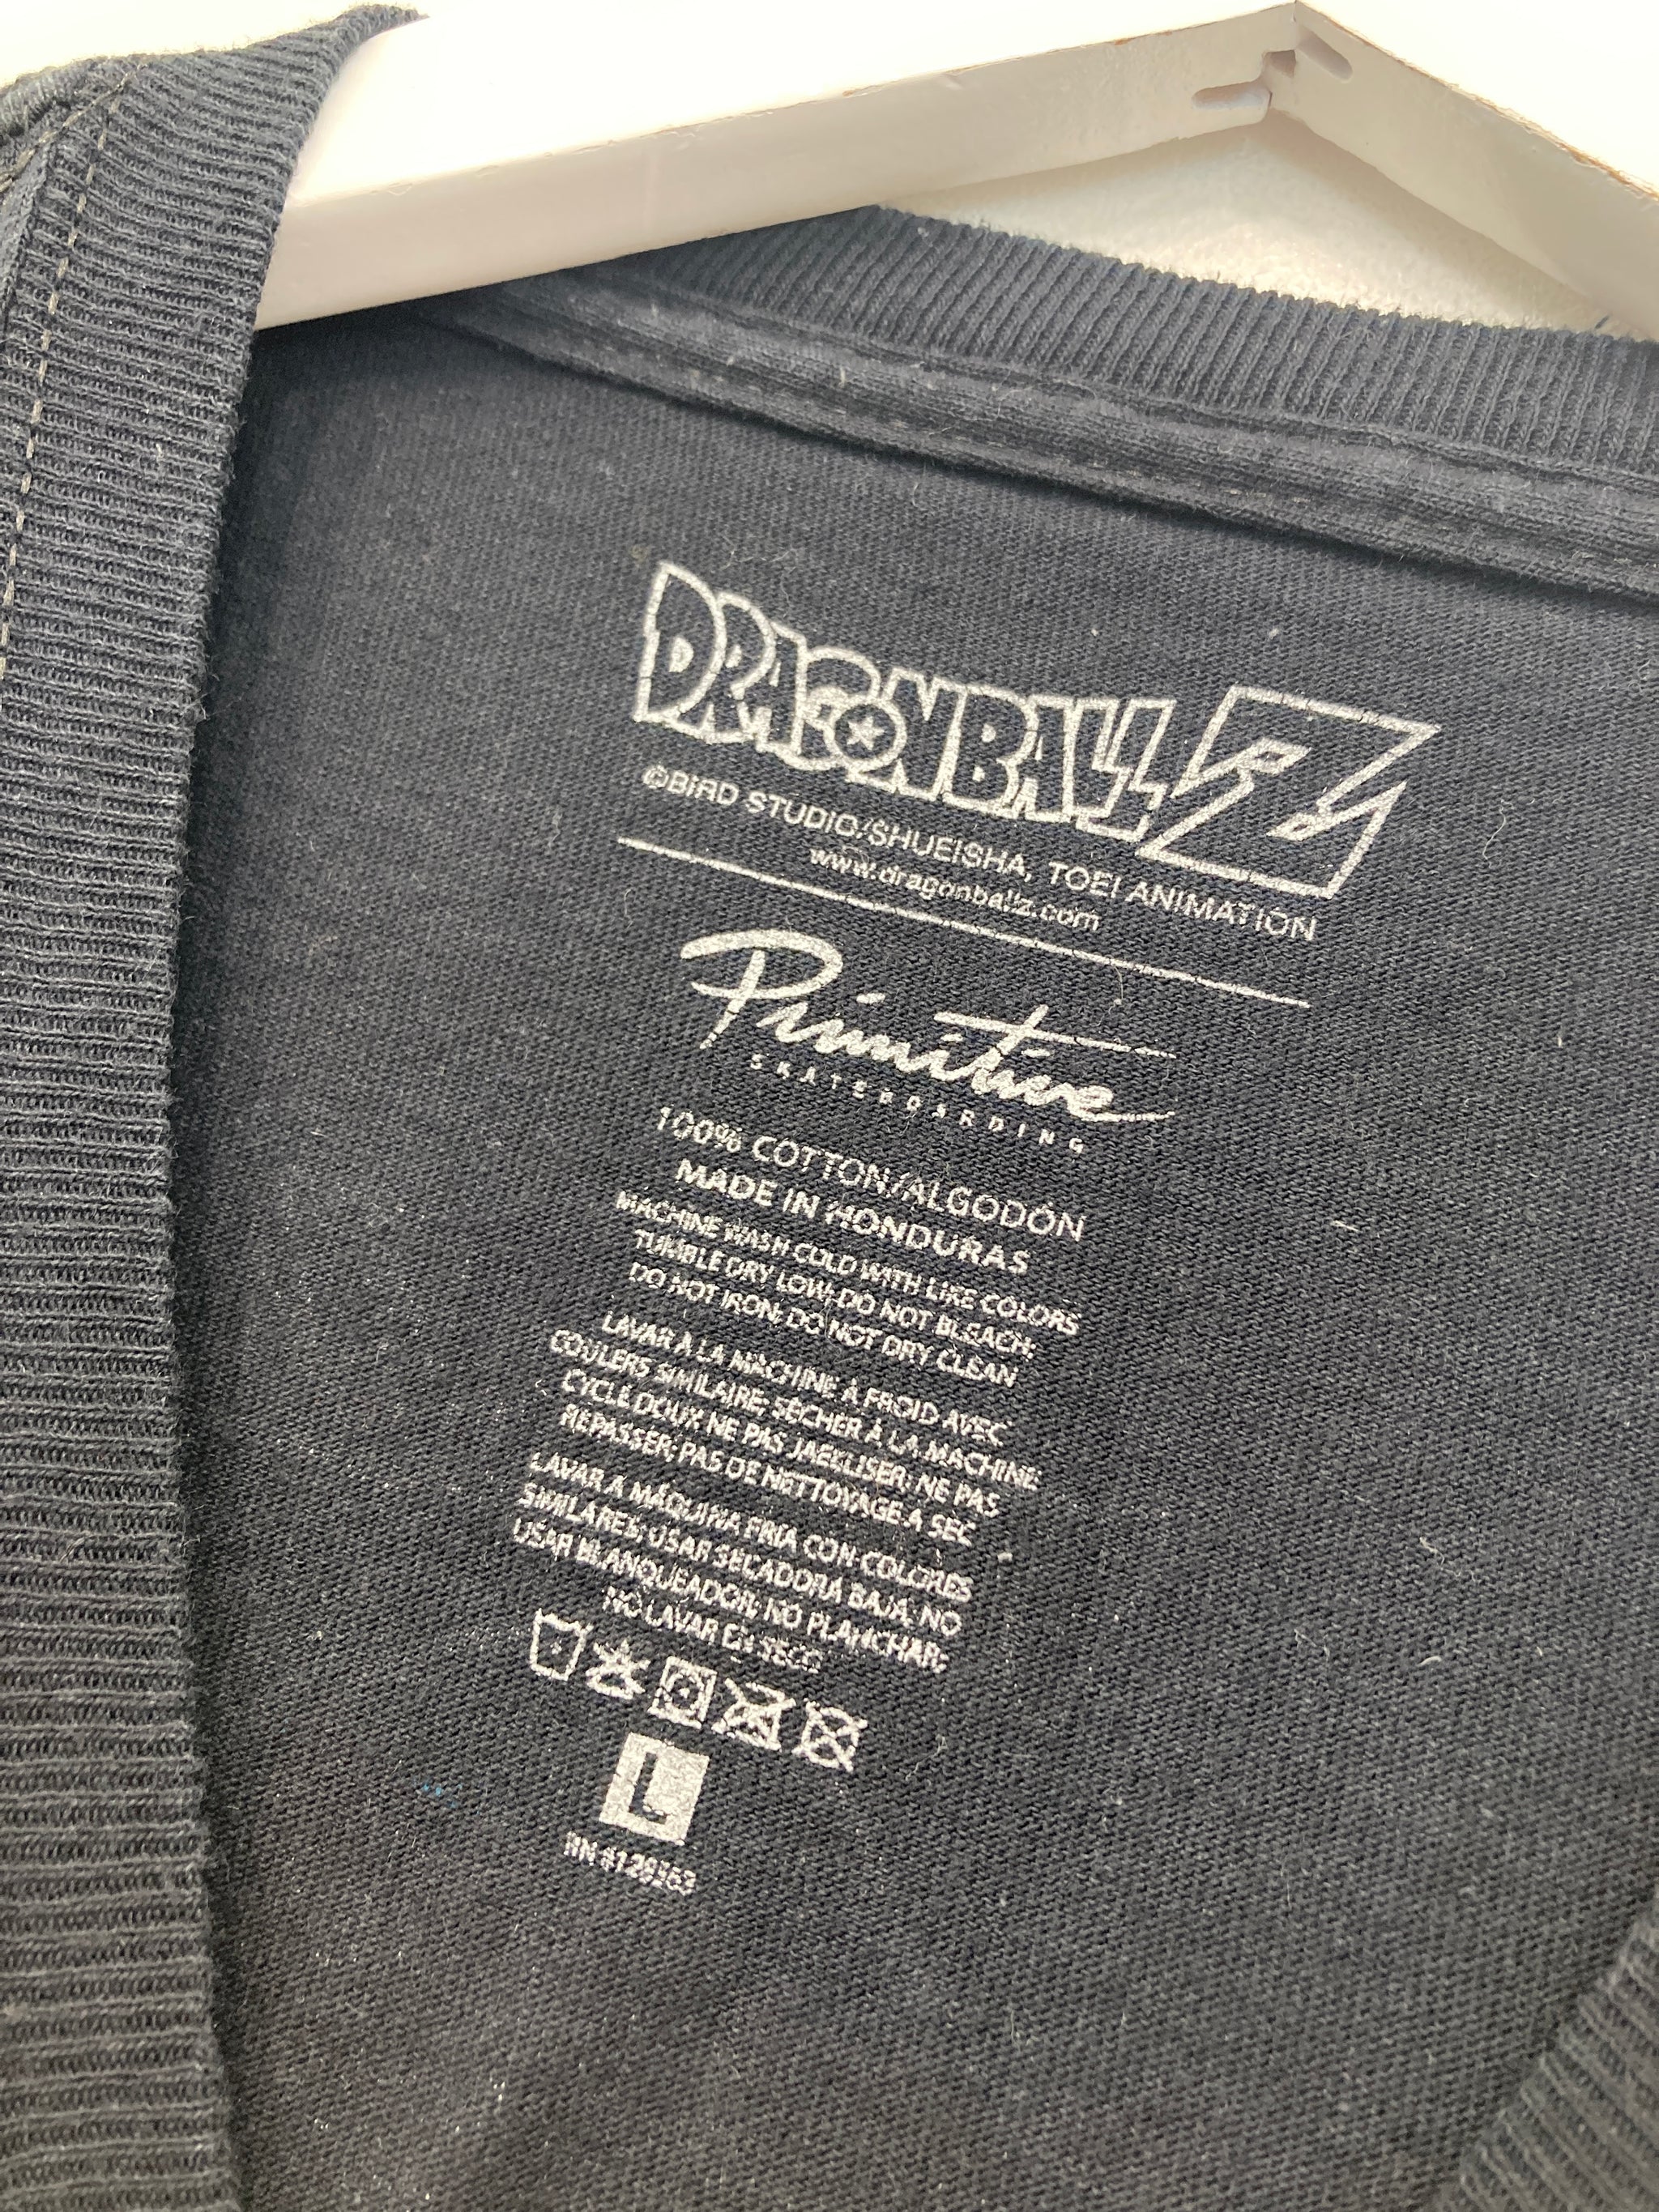 DRAGONBALL Z
©BIRD STUDIO/SHUEISHA, TOEI ANIMATION
www.dragonballz.com
Primitive
SKATEBOARDING
100% COTTON/ALGODÓN
MADE IN HONDURAS
MACHINE WASH COLD WITH LIKE COLORS
TUMBLE DRY LOW; DO NOT BLEACH;
DO NOT IRON; DO NOT DRY CLEAN
LAVAR À LA MACHINE À FROID AVEC
COULERS SIMILAIRE; SÉCHER À LA MACHINE
CYCLE DOUX NE PAS JAELLISER; NE PAS
REPASSER; PAS DE NETTOYAGE A SEC
LAVAR A MÁQUINA FRIA CON COLORES
SIMILARES; USAR SECADORA BAJA; NO
USAR BLANQUEADOR; NO PLANCHAR;
NO LAVAR EN SECO
L
RN